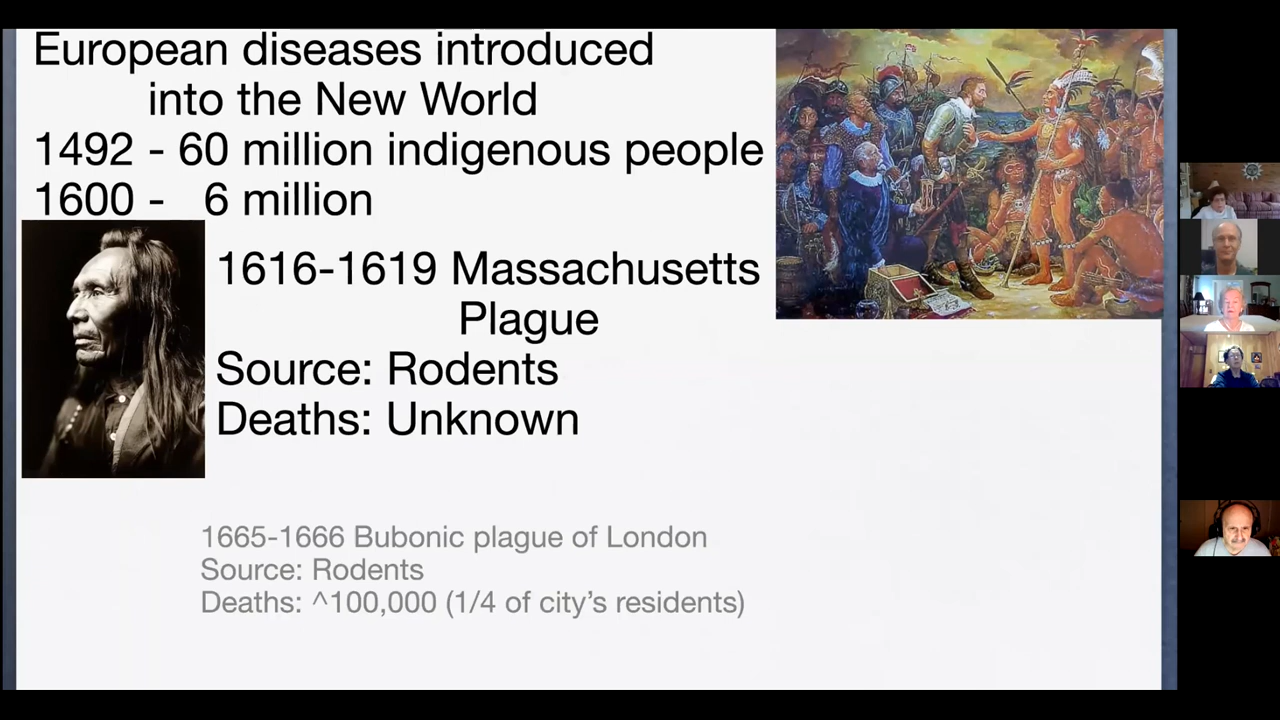 European diseases introduced
into the New World
1492 - 60 million indigenous people
1600 - 6 million
1616-1619 Massachusetts
Plague
Source: Rodents
Deaths: Unknown
1665-1666 Bubonic plague of London
Source: Rodents
Deaths: ^100,000 (1/4 of city's residents)